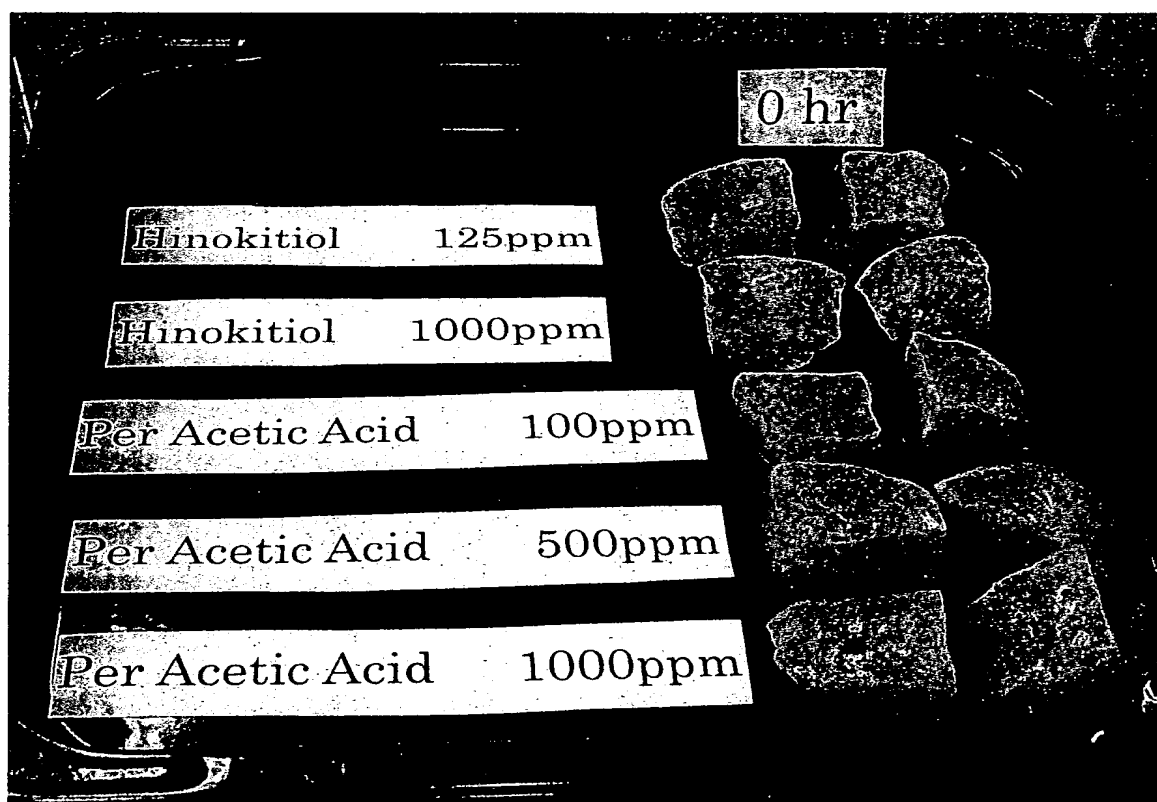 0 hr
Hinokitiol 125ppm
Hinokitiol 1000ppm
Per Acetic Acid 100ppm
Per Acetic Acid 500ppm
Per Acetic Acid 1000ppm